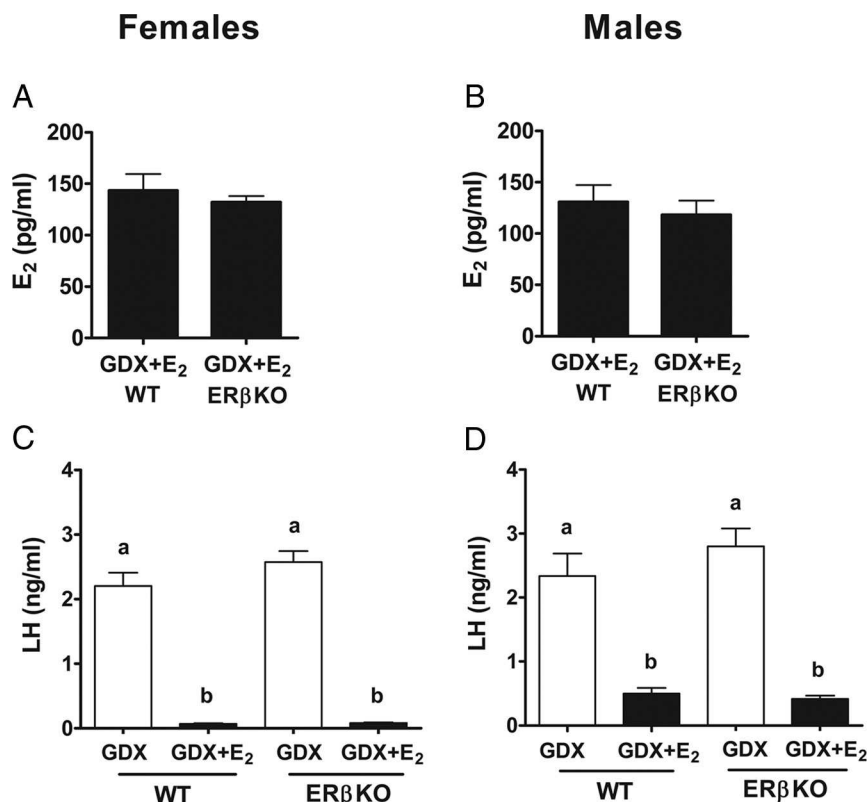 Females Males
A
B
200
150
100
50
0
E₂ (pg/ml)
GDX+E₂ GDX+E₂
WT ERβKO
200
150
100
50
0
E₂ (pg/ml)
GDX+E₂ GDX+E₂
WT ERβKO
C
4
3
2
1
0
LH (ng/ml)
a
b
a
b
GDX GDX+E₂ GDX GDX+E₂
WT ERβKO
D
4
3
2
1
0
LH (ng/ml)
a
b
a
b
GDX GDX+E₂ GDX GDX+E₂
WT ERβKO